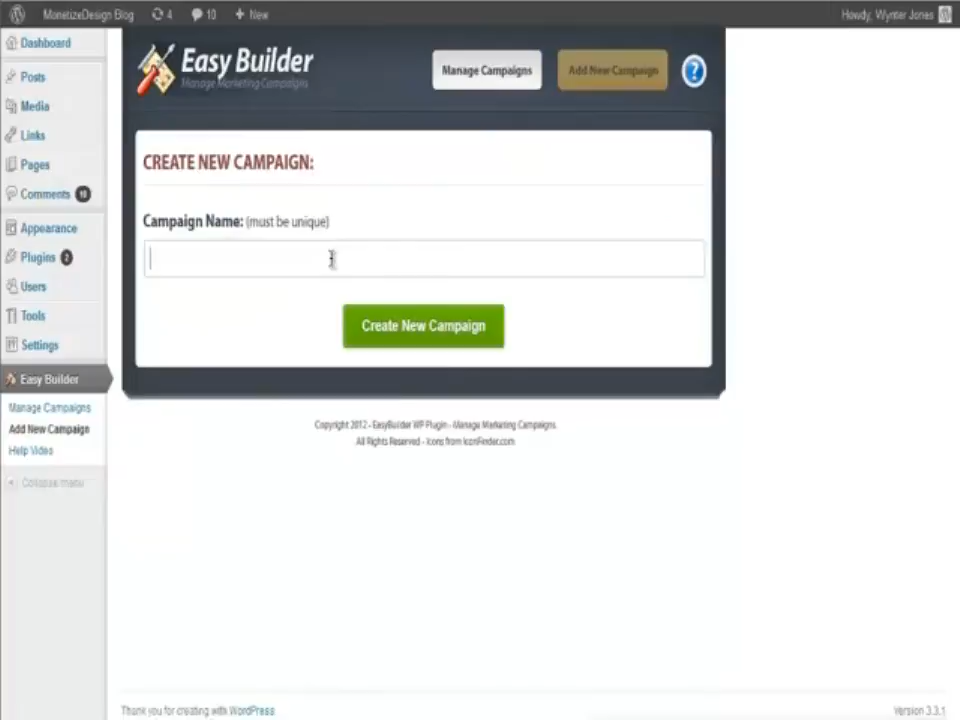 MonetizeDesign Blog 4 10 + New Howdy, Wynter Jones
Dashboard
Posts
Media
Links
Pages
Comments 10
Appearance
Plugins 2
Users
Tools
Settings
Easy Builder
Manage Campaigns
Add New Campaign
Help Video
Collapse menu
Easy Builder
Manage Marketing Campaigns
Manage Campaigns
Add New Campaign
?
CREATE NEW CAMPAIGN:
Campaign Name: (must be unique)
Create New Campaign
Copyright 2012 - EasyBuilder WP Plugin - Manage Marketing Campaigns.
All Rights Reserved - Icons from IconFinder.com
Thank you for creating with WordPress
Version 3.3.1